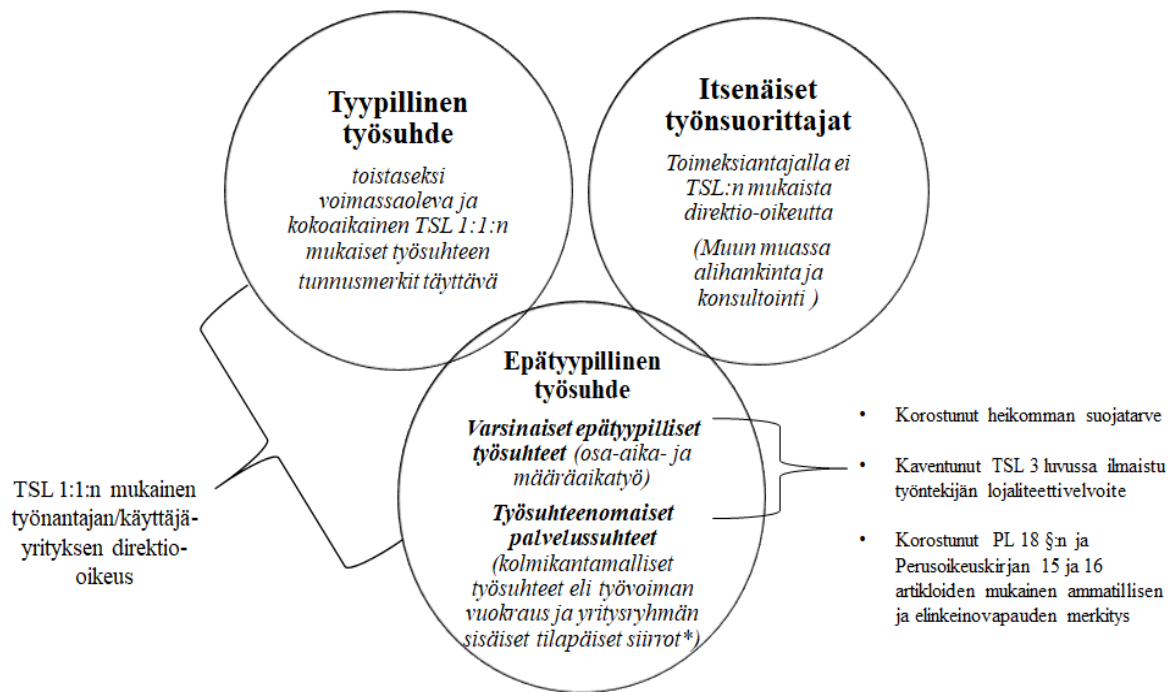 Tyypillinen
työsuhde
toistaseksi
voimassaoleva ja
kokoaikainen TSL 1:1:n
mukaiset työsuhteen
tunnusmerkit täyttävä
Itsenäiset
työnsuorittajat
Toimeksiantajalla ei
TSL:n mukaista
direktio-oikeutta
(Muun muassa
alihankinta ja
konsultointi )
Epätyypillinen
työsuhde
Varsinaiset epätyypilliset
työsuhteet (osa-aika- ja
määräaikatyö)
Työsuhteenomaiset
palvelussuhteet
(kolmikantamalliset
työsuhteet eli työvoiman
vuokraus ja yritysryhmän
sisäiset tilapäiset siirrot*)
TSL 1:1:n mukainen
työnantajan/käyttäjä-
yrityksen direktio-
oikeus
• Korostunut heikomman suojatarve
• Kaventunut TSL 3 luvussa ilmaistu
työntekijän lojaliteettivelvoite
• Korostunut PL 18 §:n ja
Perusoikeuskirjan 15 ja 16
artikloiden mukainen ammatillisen
ja elinkeinovapauden merkitys